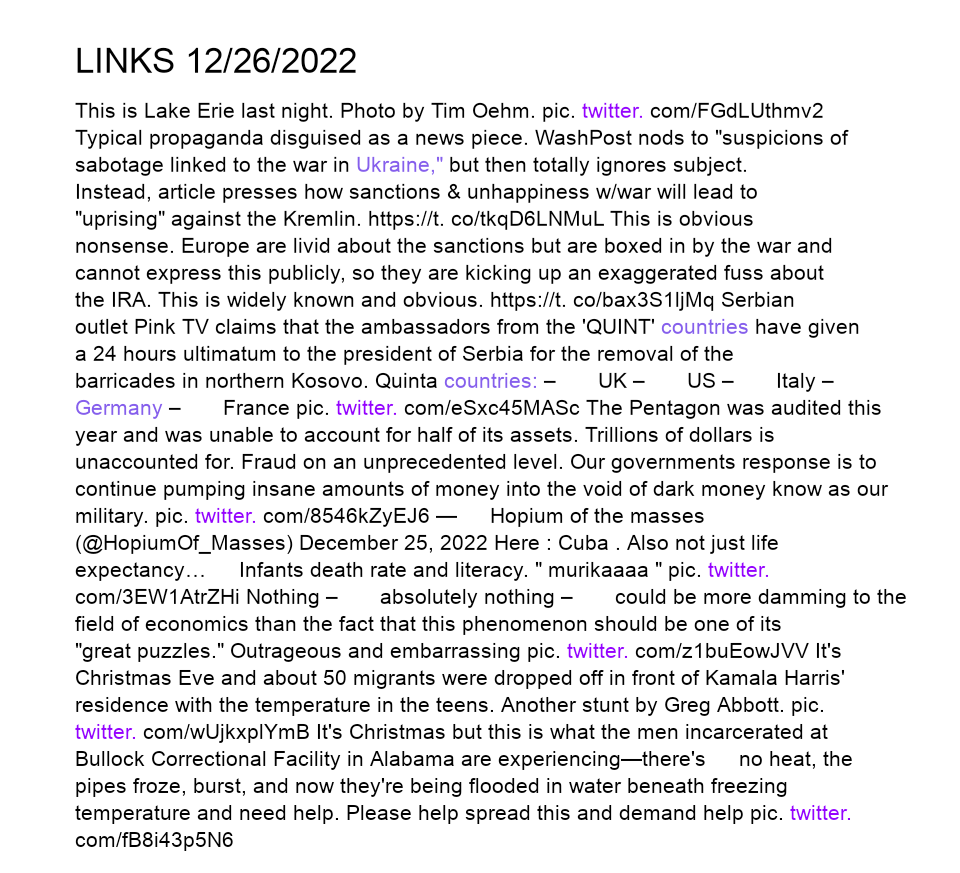 LINKS 12/26/2022
This is Lake Erie last night. Photo by Tim Oehm. pic. twitter. com/FGdLUthmv2
Typical propaganda disguised as a news piece. WashPost nods to "suspicions of
sabotage linked to the war in Ukraine," but then totally ignores subject.
Instead, article presses how sanctions & unhappiness w/war will lead to
"uprising" against the Kremlin. https://t. co/tkqD6LNMuL This is obvious
nonsense. Europe are livid about the sanctions but are boxed in by the war and
cannot express this publicly, so they are kicking up an exaggerated fuss about
the IRA. This is widely known and obvious. https://t. co/bax3S1ljMq Serbian
outlet Pink TV claims that the ambassadors from the 'QUINT' countries have given
a 24 hours ultimatum to the president of Serbia for the removal of the
barricades in northern Kosovo. Quinta countries: – UK – US – Italy –
Germany – France pic. twitter. com/eSxc45MASc The Pentagon was audited this
year and was unable to account for half of its assets. Trillions of dollars is
unaccounted for. Fraud on an unprecedented level. Our governments response is to
continue pumping insane amounts of money into the void of dark money know as our
military. pic. twitter. com/8546kZyEJ6 — Hopium of the masses
(@HopiumOf_Masses) December 25, 2022 Here : Cuba . Also not just life
expectancy… Infants death rate and literacy. " murikaaaa " pic. twitter.
com/3EW1AtrZHi Nothing – absolutely nothing – could be more damming to the
field of economics than the fact that this phenomenon should be one of its
"great puzzles." Outrageous and embarrassing pic. twitter. com/z1buEowJVV It's
Christmas Eve and about 50 migrants were dropped off in front of Kamala Harris'
residence with the temperature in the teens. Another stunt by Greg Abbott. pic.
twitter. com/wUjkxplYmB It's Christmas but this is what the men incarcerated at
Bullock Correctional Facility in Alabama are experiencing—there's no heat, the
pipes froze, burst, and now they're being flooded in water beneath freezing
temperature and need help. Please help spread this and demand help pic. twitter.
com/fB8i43p5N6